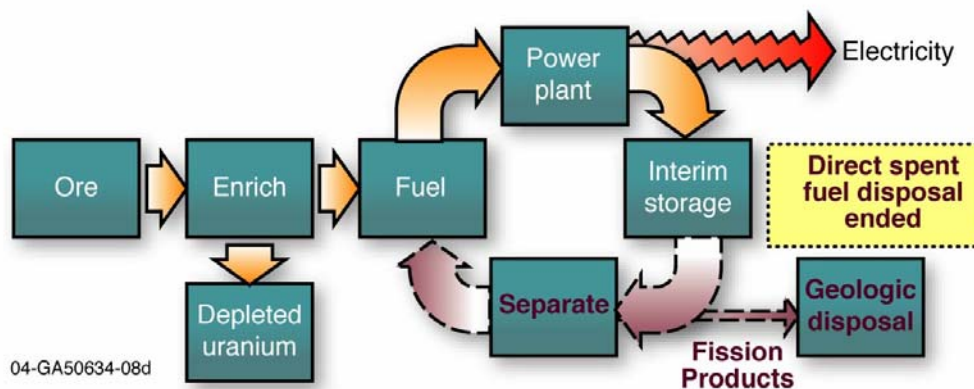 Power
plant
Electricity
Ore
Enrich
Fuel
Interim
storage
Direct spent
fuel disposal
ended
Depleted
uranium
Separate
Geologic
disposal
Fission
Products
04-GA50634-08d